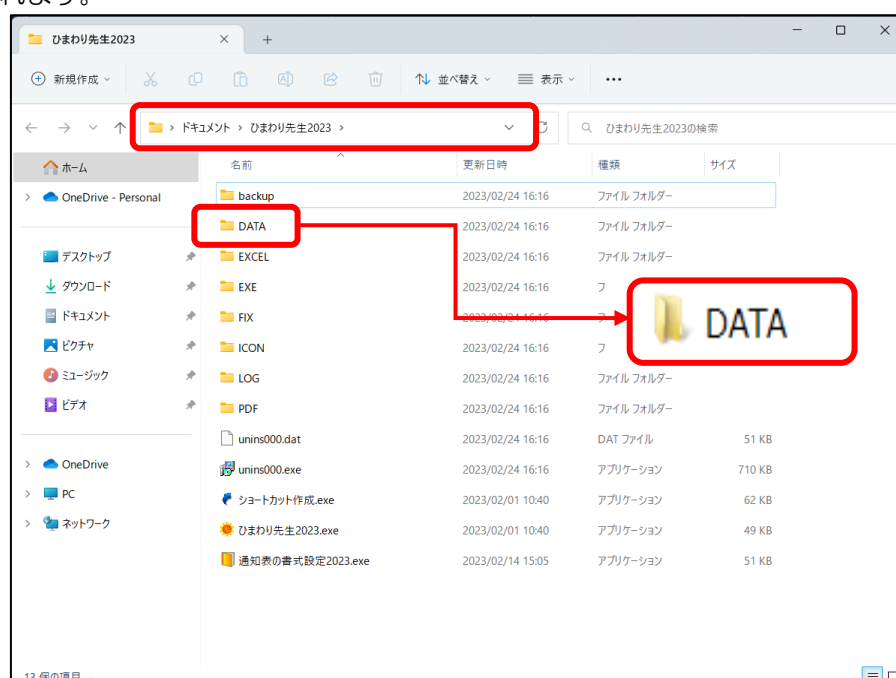 れます。
ひまわり先生2023
新規作成
並べ替え
表示
ドキュメント > ひまわり先生2023 >
ひまわり先生2023の検索
ホーム
OneDrive - Personal
デスクトップ
ダウンロード
ドキュメント
ピクチャ
ミュージック
ビデオ
OneDrive
PC
ネットワーク
名前 更新日時 種類 サイズ
backup 2023/02/24 16:16 ファイル フォルダー
DATA 2023/02/24 16:16 ファイル フォルダー
EXCEL 2023/02/24 16:16 ファイル フォルダー
EXE 2023/02/24 16:16 フ
FIX 2023/02/24 16:16 フ
ICON 2023/02/24 16:16 フ
LOG 2023/02/24 16:16 ファイル フォルダー
PDF 2023/02/24 16:16 ファイル フォルダー
unins000.dat 2023/02/24 16:16 DAT ファイル 51 KB
unins000.exe 2023/02/24 16:16 アプリケーション 710 KB
ショートカット作成.exe 2023/02/01 10:40 アプリケーション 62 KB
ひまわり先生2023.exe 2023/02/01 10:40 アプリケーション 49 KB
通知表の書式設定2023.exe 2023/02/14 15:05 アプリケーション 51 KB
DATA
13 個の項目